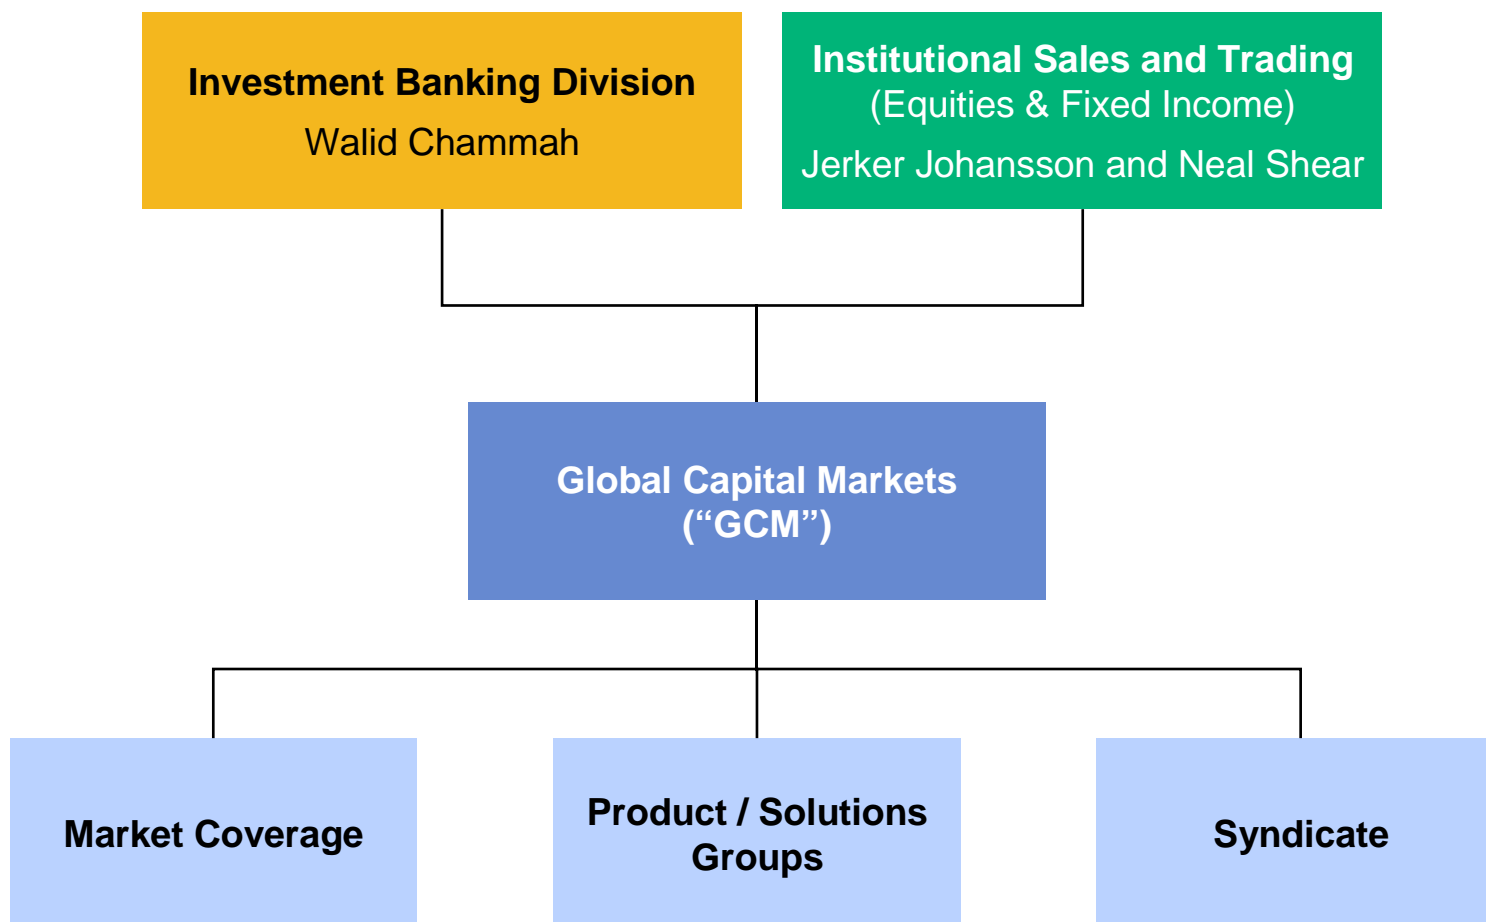 Investment Banking Division
Walid Chammah
Institutional Sales and Trading
(Equities & Fixed Income)
Jerker Johansson and Neal Shear
Global Capital Markets
(“GCM”)
Market Coverage
Product / Solutions
Groups
Syndicate